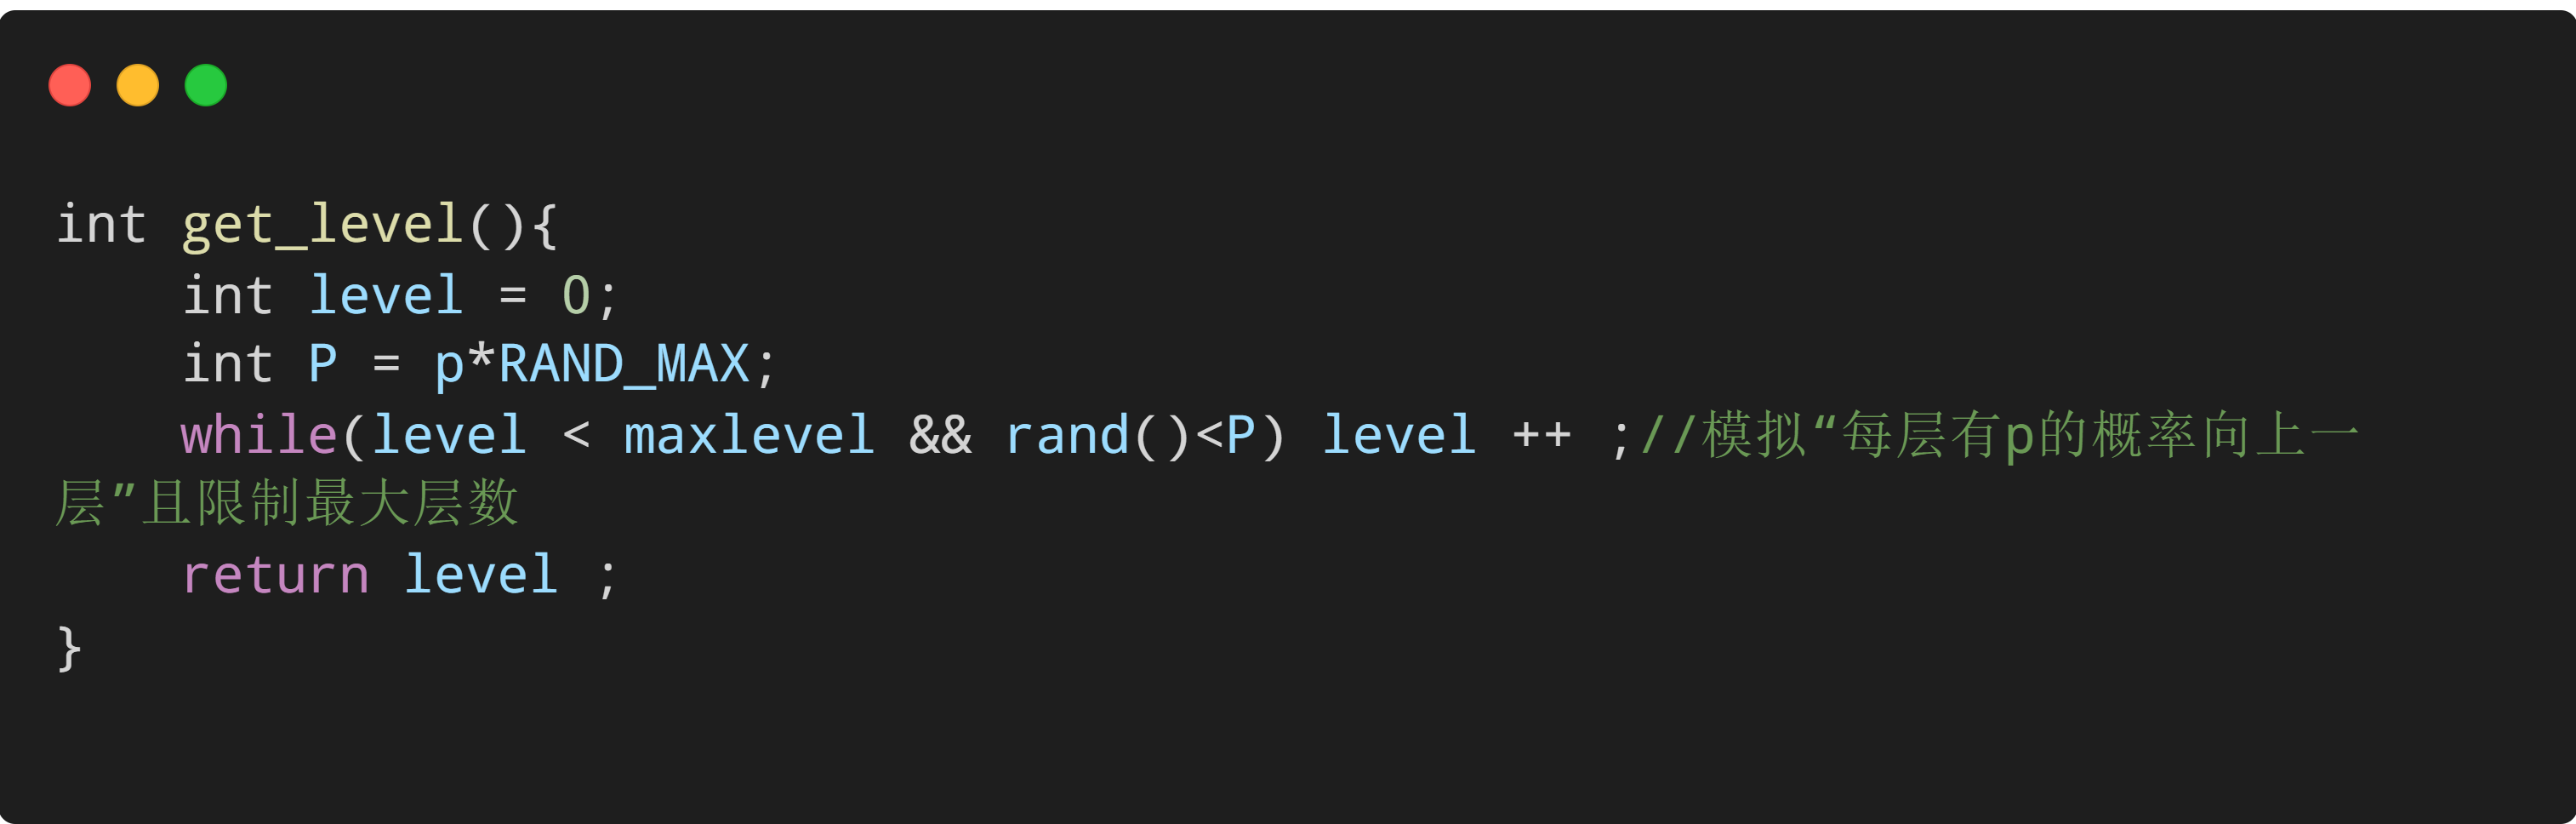 int get_level(){
    int level = 0;
    int P = p*RAND_MAX;
    while(level < maxlevel && rand()<P) level ++ ;//模拟“每层有p的概率向上一
层”且限制最大层数
    return level ;
}